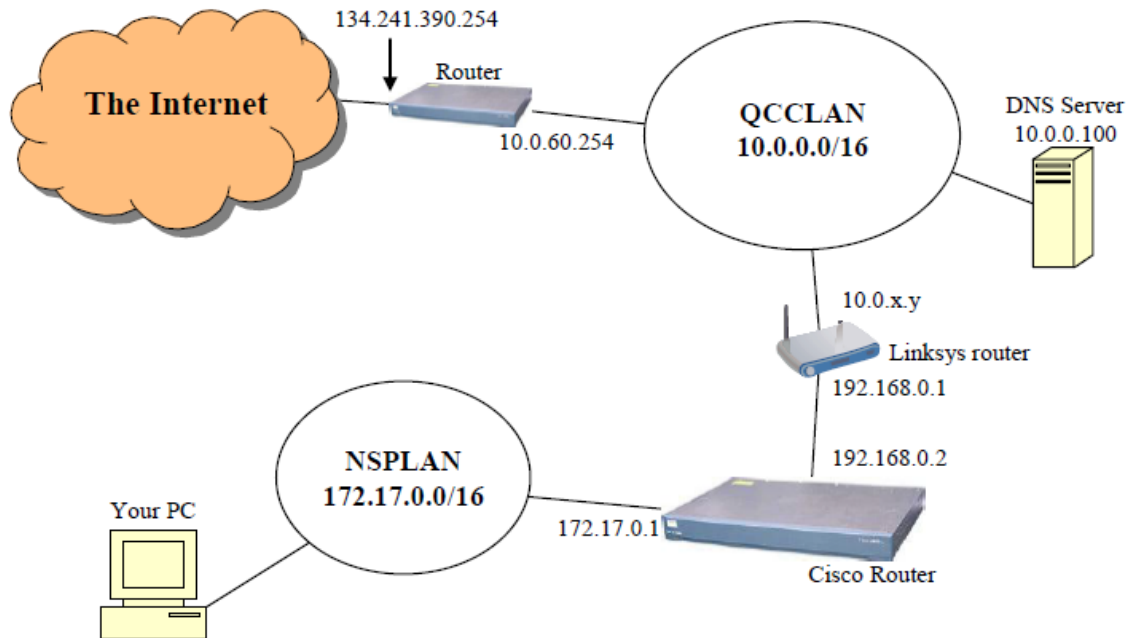 134.241.390.254
Router
The Internet
10.0.60.254
QCCLAN
10.0.0.0/16
DNS Server
10.0.0.100
10.0.x.y
Linksys router
192.168.0.1
192.168.0.2
NSPLAN
172.17.0.0/16
Your PC
172.17.0.1
Cisco Router